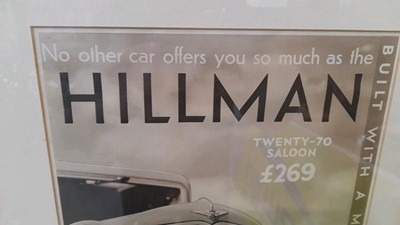 No other car offers you so much as the
HILLMAN
TWENTY-70
SALOON
£269
BUILT WITH A